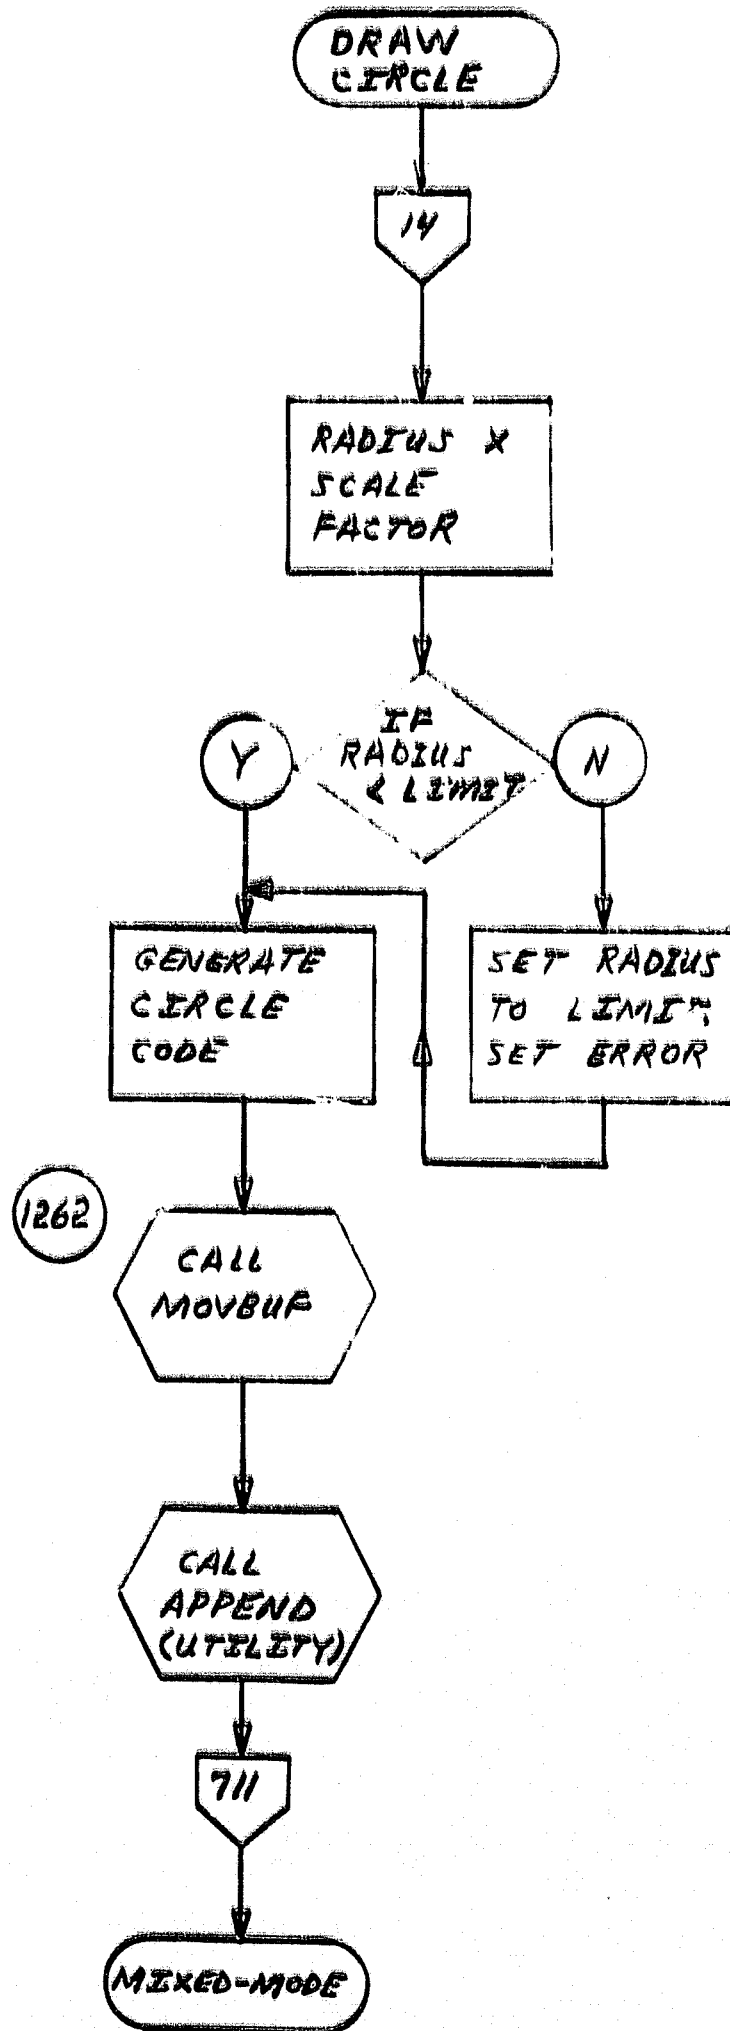 DRAW
CIRCLE
14
RADIUS X
SCALE
FACTOR
IF
RADIUS
< LIMIT
Y
N
GENERATE
CIRCLE
CODE
SET RADIUS
TO LIMIT,
SET ERROR
1262
CALL
MOVBUF
CALL
APPEND
(UTILITY)
711
MIXED-MODE